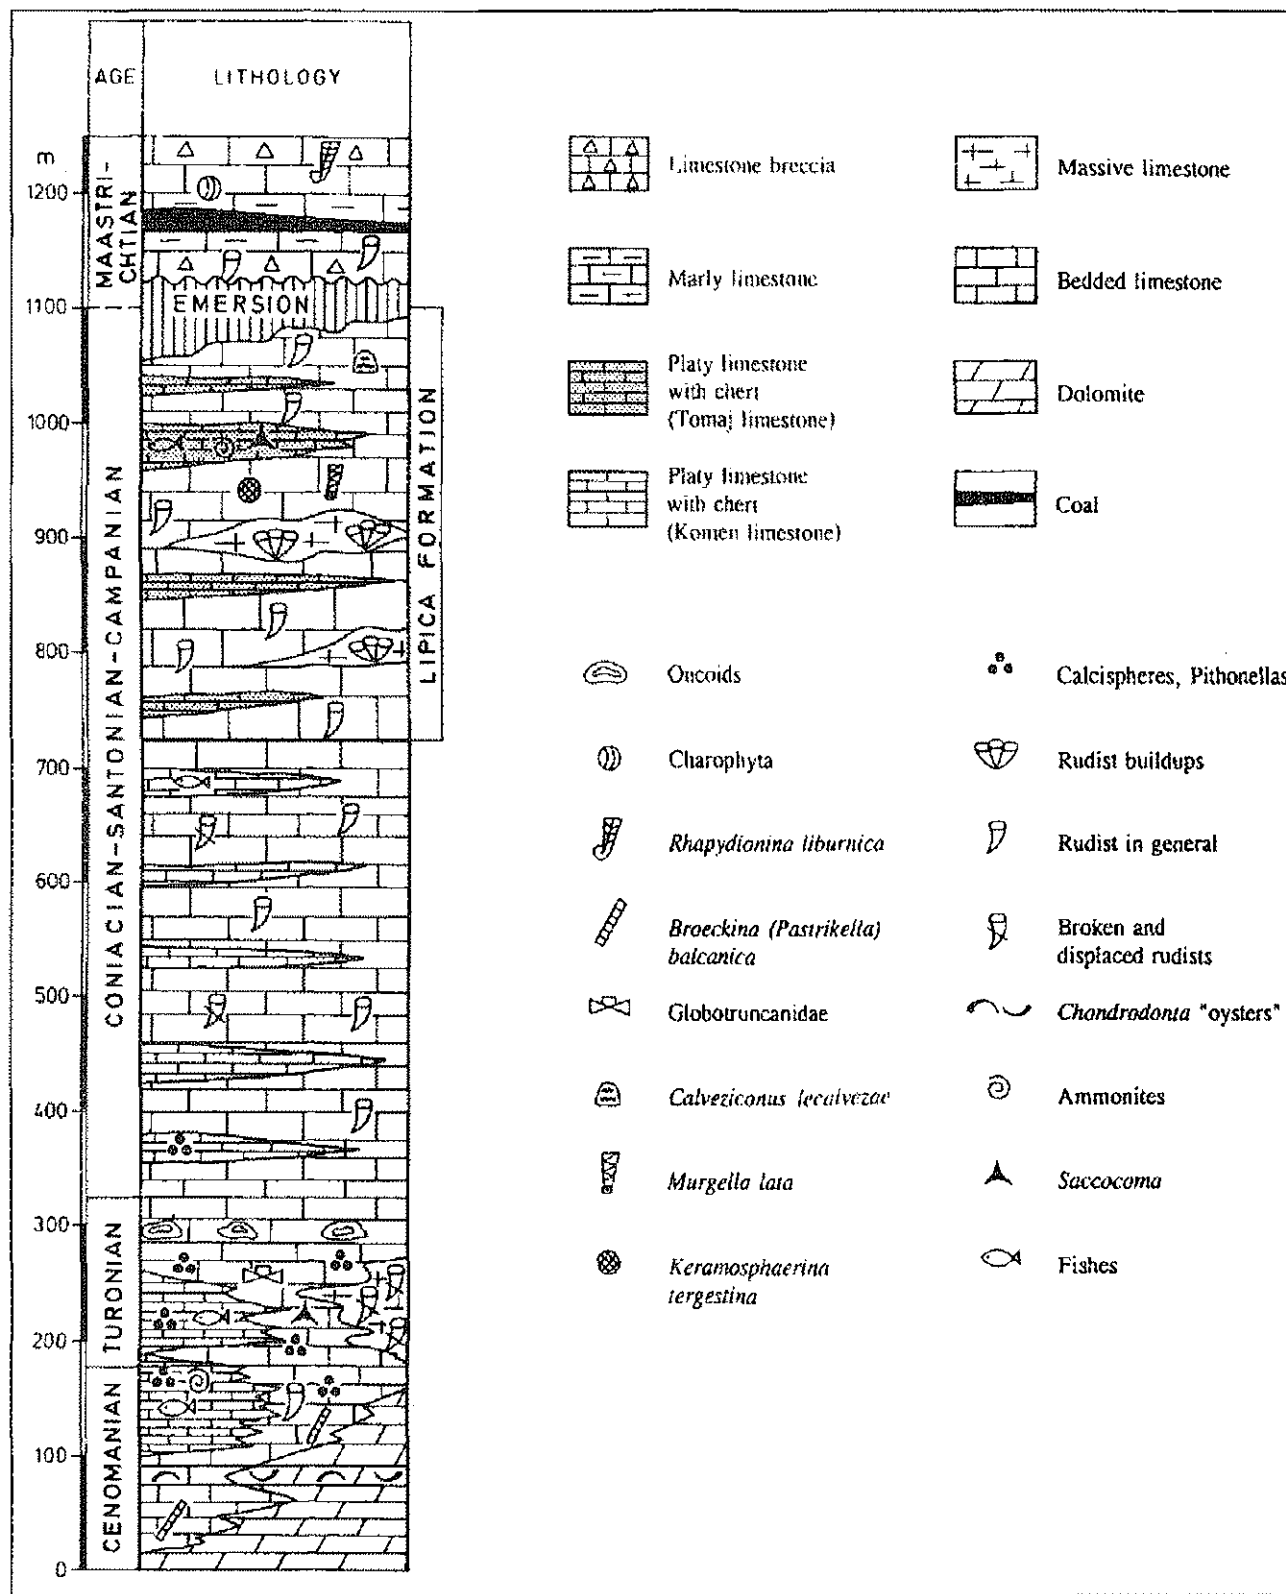 AGE
LITHOLOGY
m
1200
1100
1000
900
800
700
600
500
400
300
200
100
0
MAASTRI-
CHTIAN
CONIACIAN-SANTONIAN-CAMPANIAN
TURONIAN
CENOMANIAN
EMERSION
LIPICA FORMATION
Limestone breccia
Marly limestone
Platy limestone
with chert
(Tomaj limestone)
Platy limestone
with chert
(Komen limestone)
Massive limestone
Bedded limestone
Dolomite
Coal
Oncoids
Charophyta
Rhapydionina liburnica
Broeckina (Pastrikella)
balcanica
Globotruncanidae
Calveziconus lecalvezae
Murgella lata
Keramosphaerina
tergestina
Calcispheres, Pithonellas
Rudist buildups
Rudist in general
Broken and
displaced rudists
Chondrodonta "oysters"
Ammonites
Saccocoma
Fishes